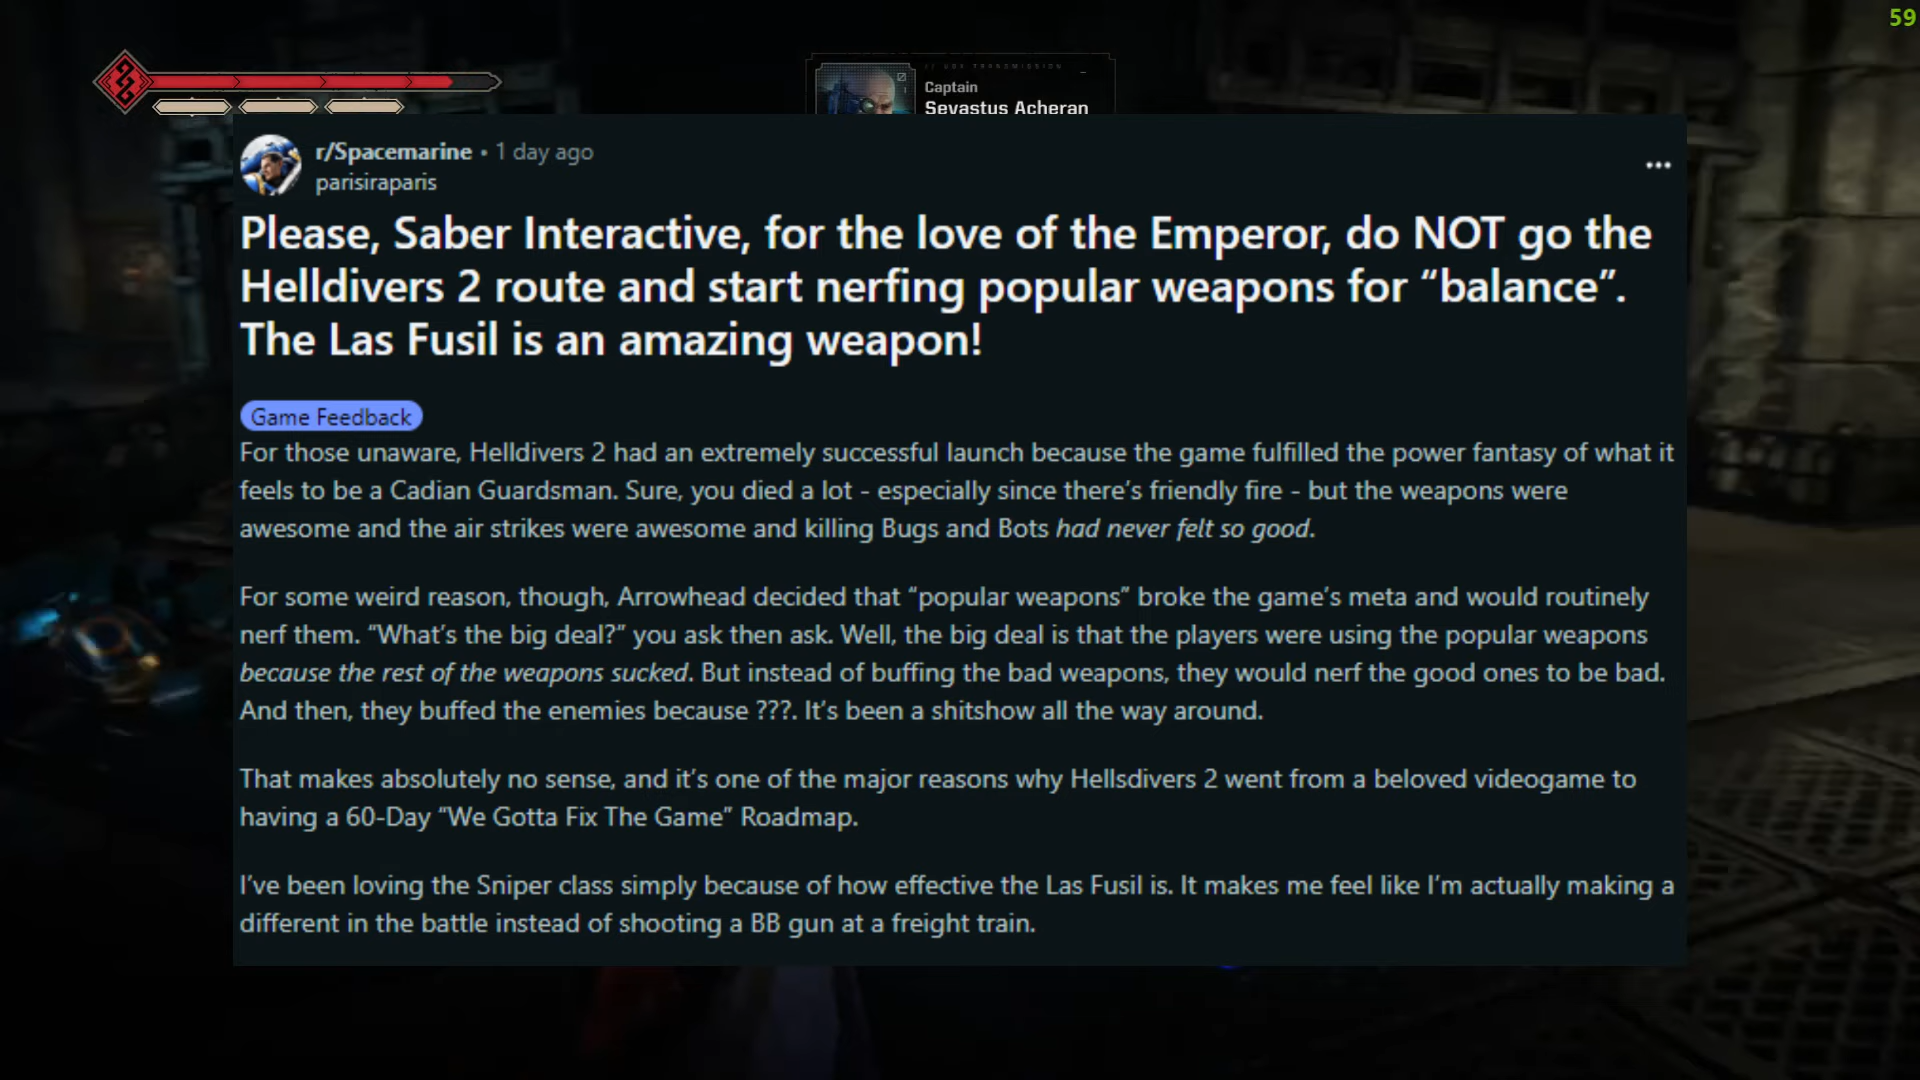 59
// VOX TRANSMISSION
Captain
Sevastus Acheran
r/Spacemarine • 1 day ago
parisiraparis
Please, Saber Interactive, for the love of the Emperor, do NOT go the
Helldivers 2 route and start nerfing popular weapons for “balance”.
The Las Fusil is an amazing weapon!
Game Feedback
For those unaware, Helldivers 2 had an extremely successful launch because the game fulfilled the power fantasy of what it
feels to be a Cadian Guardsman. Sure, you died a lot - especially since there’s friendly fire - but the weapons were
awesome and the air strikes were awesome and killing Bugs and Bots had never felt so good.
For some weird reason, though, Arrowhead decided that “popular weapons” broke the game’s meta and would routinely
nerf them. “What’s the big deal?” you ask then ask. Well, the big deal is that the players were using the popular weapons
because the rest of the weapons sucked. But instead of buffing the bad weapons, they would nerf the good ones to be bad.
And then, they buffed the enemies because ???. It’s been a shitshow all the way around.
That makes absolutely no sense, and it’s one of the major reasons why Hellsdivers 2 went from a beloved videogame to
having a 60-Day “We Gotta Fix The Game” Roadmap.
I’ve been loving the Sniper class simply because of how effective the Las Fusil is. It makes me feel like I’m actually making a
different in the battle instead of shooting a BB gun at a freight train.